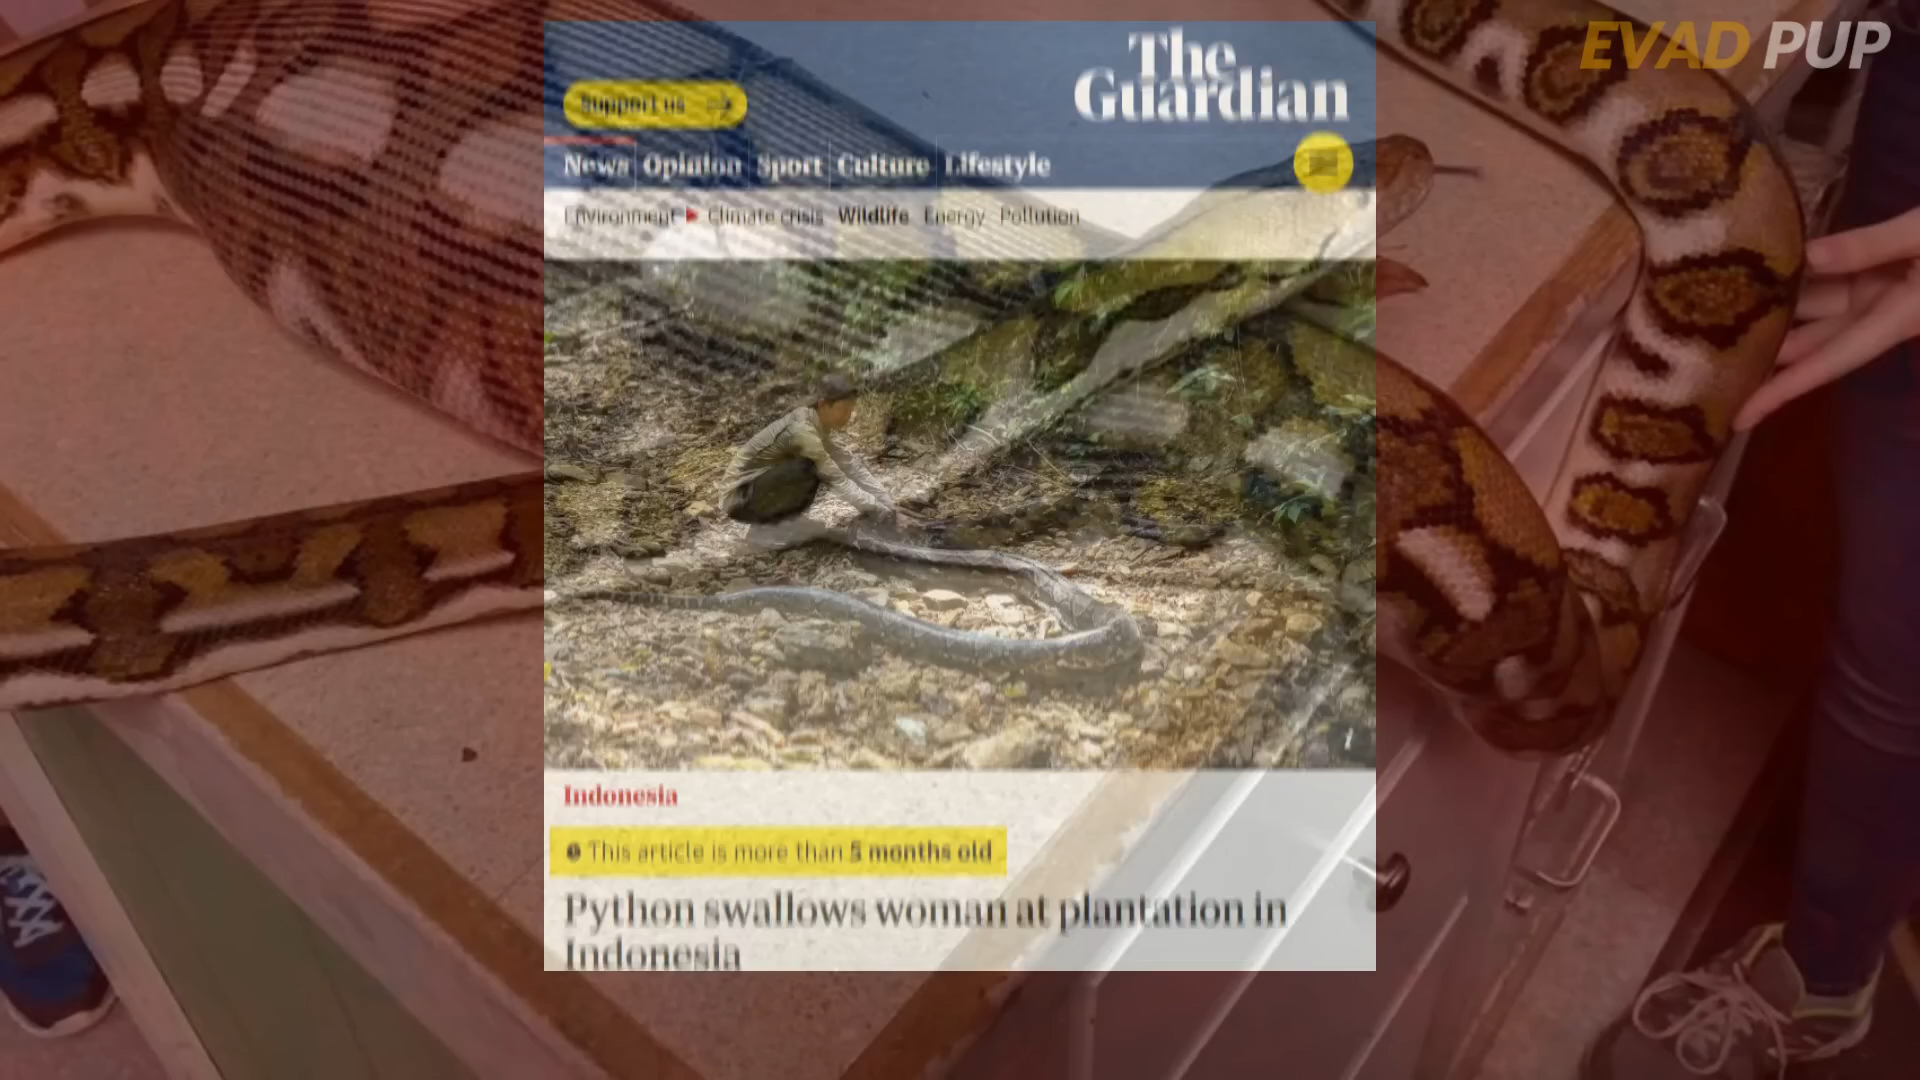 EVAD PUP
The
Guardian
Support us
News Opinion Sport Culture Lifestyle
Environment Climate crisis Wildlife Energy Pollution
Indonesia
This article is more than 5 months old
Python swallows woman at plantation in
Indonesia